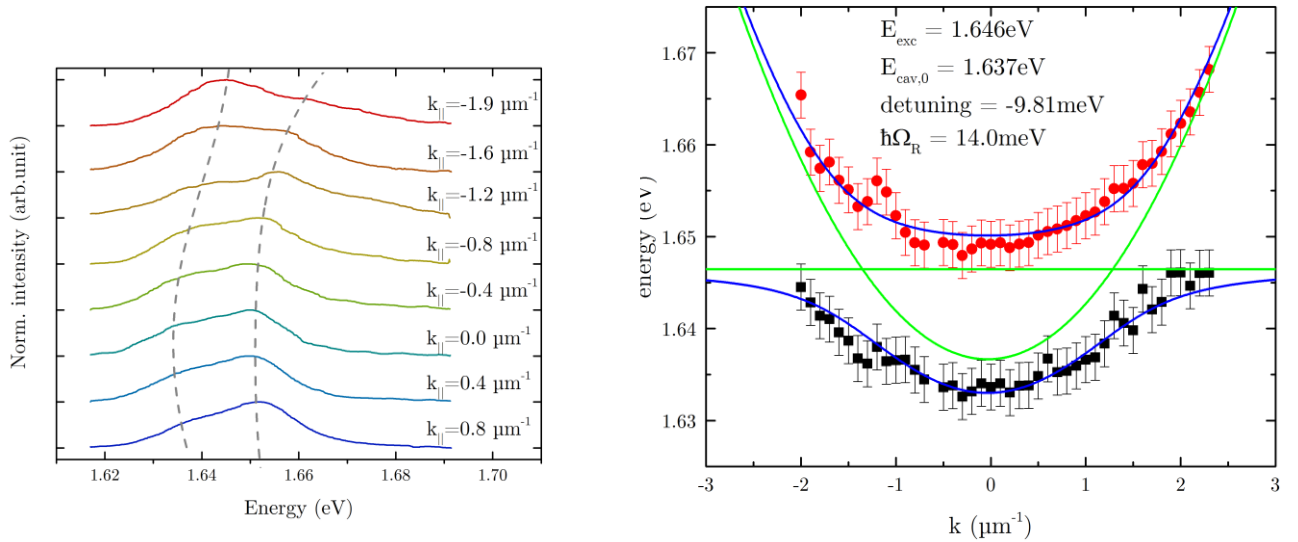 Norm. intensity (arb.unit)
k||=-1.9 µm-1
k||=-1.6 µm-1
k||=-1.2 µm-1
k||=-0.8 µm-1
k||=-0.4 µm-1
k||=0.0 µm-1
k||=0.4 µm-1
k||=0.8 µm-1
1.62 1.64 1.66 1.68 1.70
Energy (eV)
energy (eV)
1.67
1.66
1.65
1.64
1.63
Eexc = 1.646eV
Ecav,0 = 1.637eV
detuning = -9.81meV
ħΩR = 14.0meV
-3 -2 -1 0 1 2 3
k (µm-1)